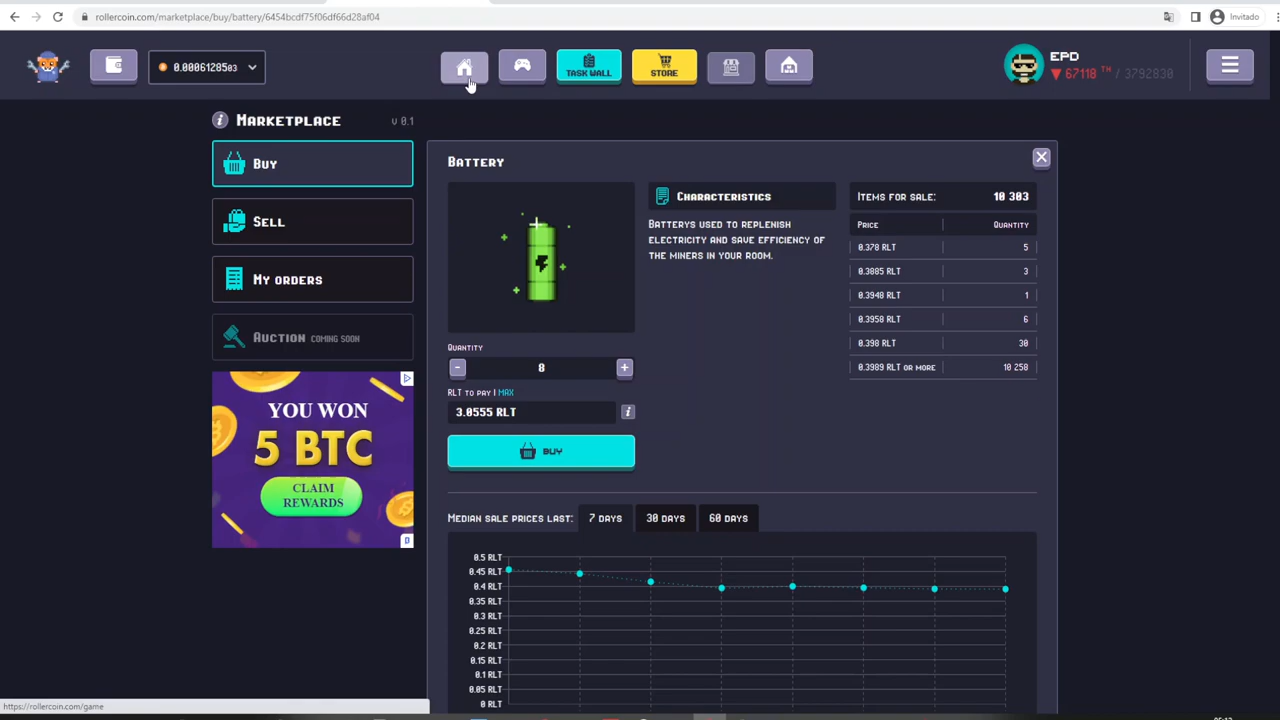 rollercoin.com/marketplace/buy/battery/6454bcdf75f06df66d28af04
Invitado
0.0006128503
TASK WALL
STORE
EPD
67118 TH / 3792830
Marketplace
v 0.1
Buy
Sell
My orders
Auction coming soon
YOU WON
5 BTC
CLAIM
REWARDS
Battery
Characteristics
Batterys used to replenish
electricity and save efficiency of
the miners in your room.
Items for sale: 10 303
Price Quantity
0.378 RLT 5
0.3885 RLT 3
0.3948 RLT 1
0.3958 RLT 6
0.398 RLT 30
0.3989 RLT or more 10 258
Quantity
- 8 +
RLT to pay | MAX
3.0555 RLT
BUY
Median sale prices last: 7 days 30 days 60 days
0.5 RLT
0.45 RLT
0.4 RLT
0.35 RLT
0.3 RLT
0.25 RLT
0.2 RLT
0.15 RLT
0.1 RLT
0.05 RLT
0 RLT
https://rollercoin.com/game